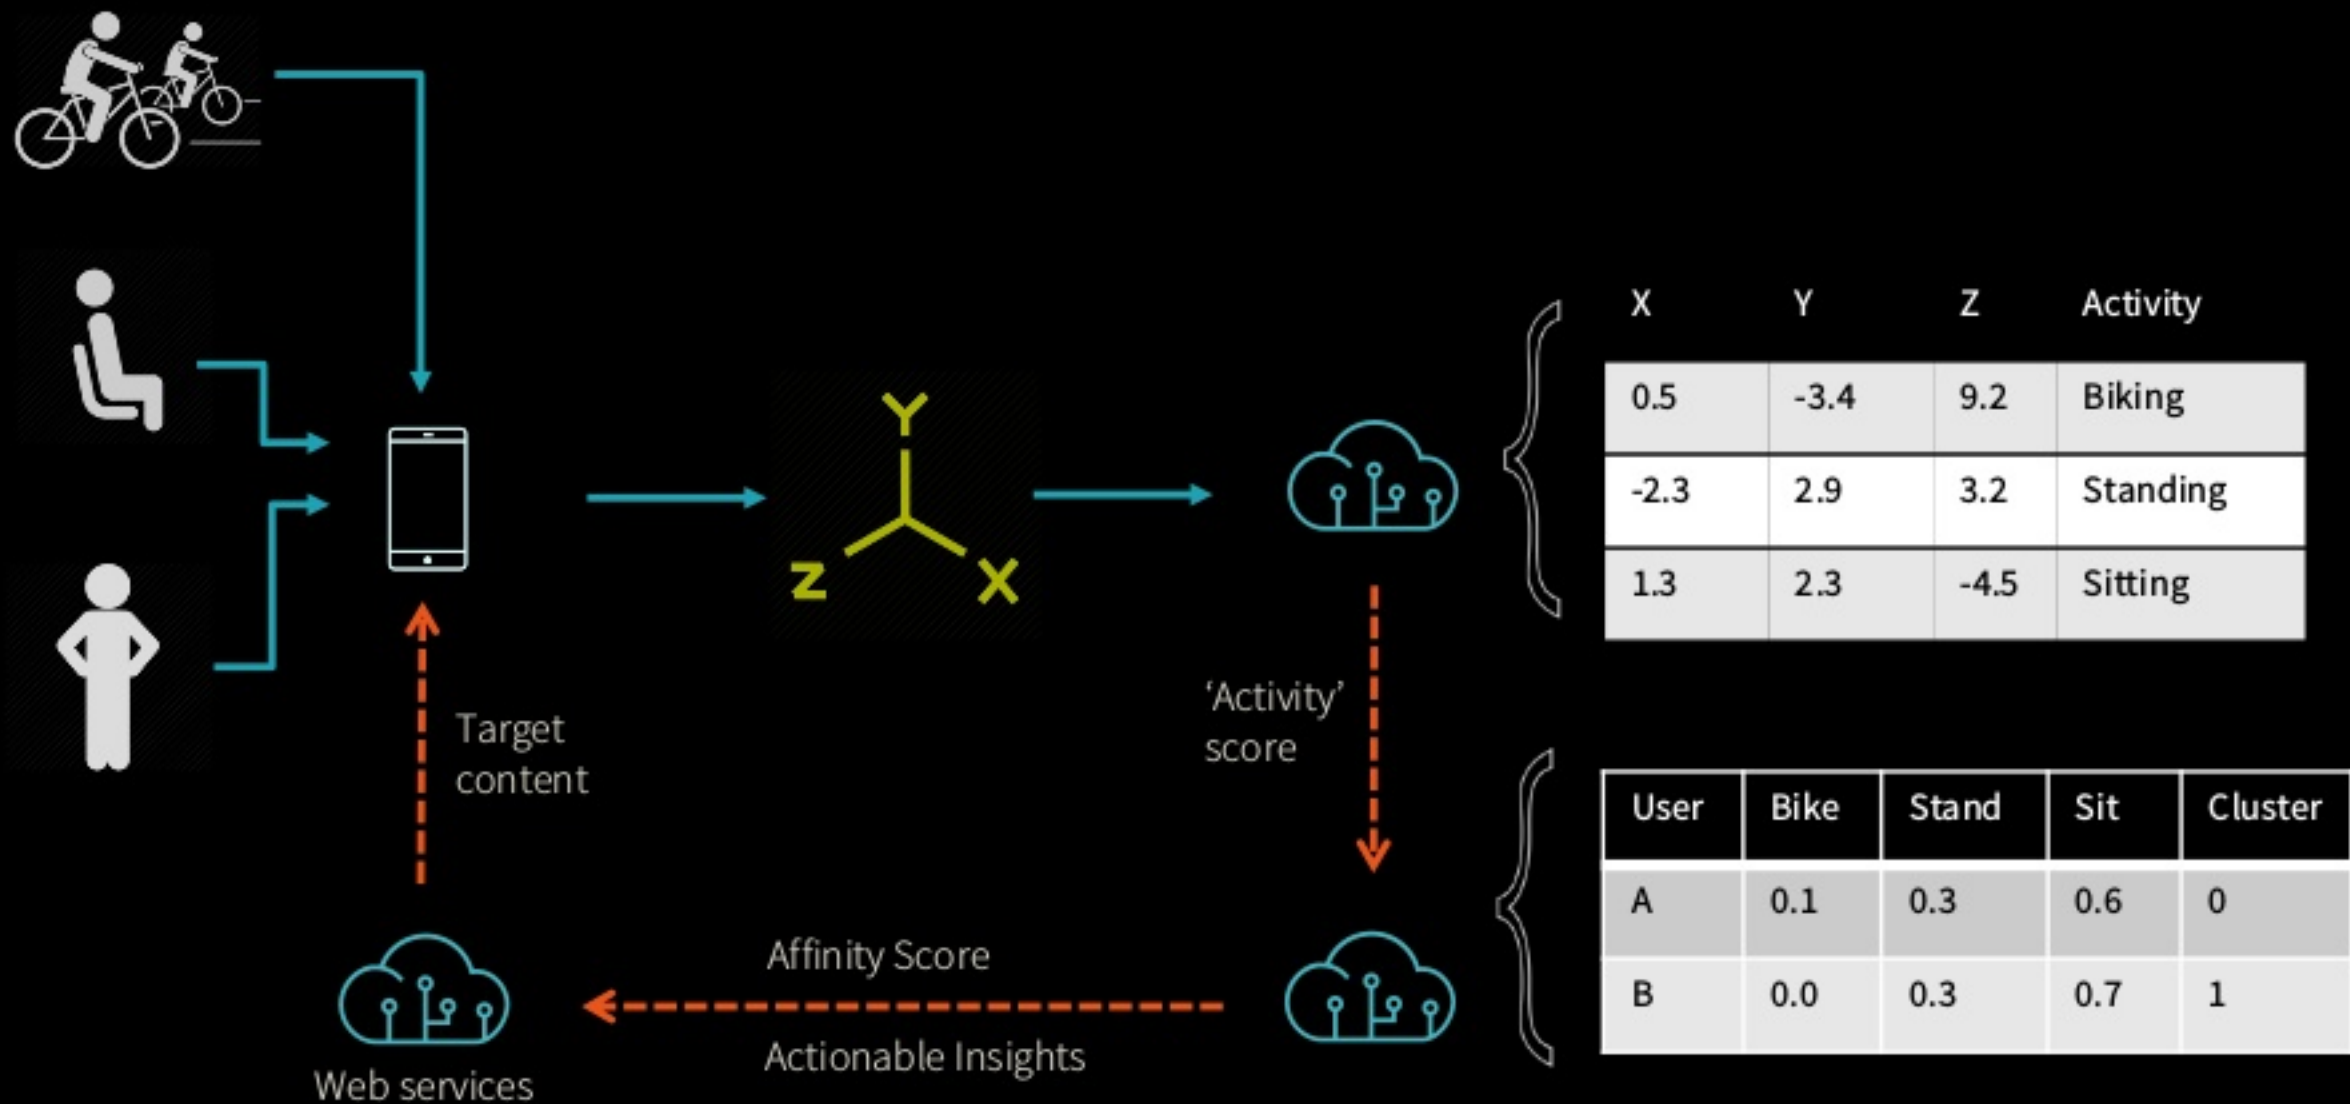 Y
Z
X
X Y Z Activity
0.5 -3.4 9.2 Biking
-2.3 2.9 3.2 Standing
1.3 2.3 -4.5 Sitting
Target
content
‘Activity’
score
User Bike Stand Sit Cluster
A 0.1 0.3 0.6 0
B 0.0 0.3 0.7 1
Affinity Score
Actionable Insights
Web services